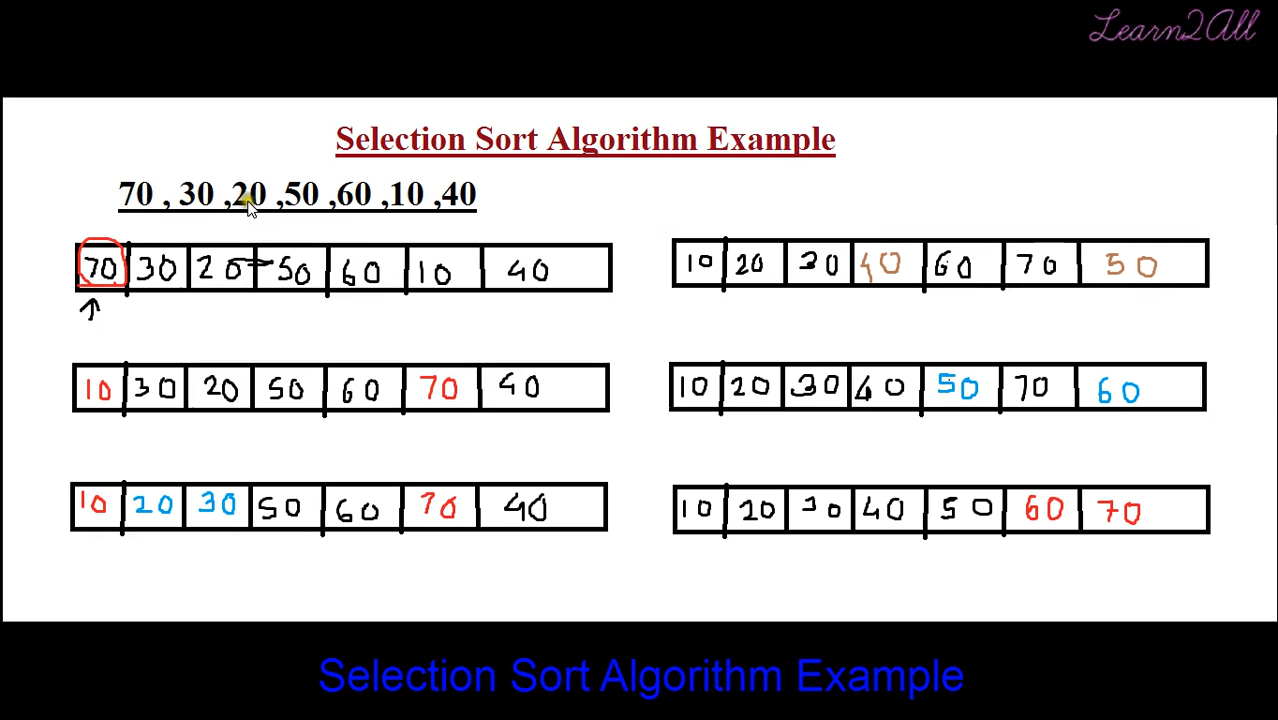 Learn2All
Selection Sort Algorithm Example
70 , 30 ,20 ,50 ,60 ,10 ,40
70 30 20 50 60 10 40
10 30 20 50 60 70 40
10 20 30 50 60 70 40
10 20 30 40 60 70 50
10 20 30 40 50 70 60
10 20 30 40 50 60 70
Selection Sort Algorithm Example